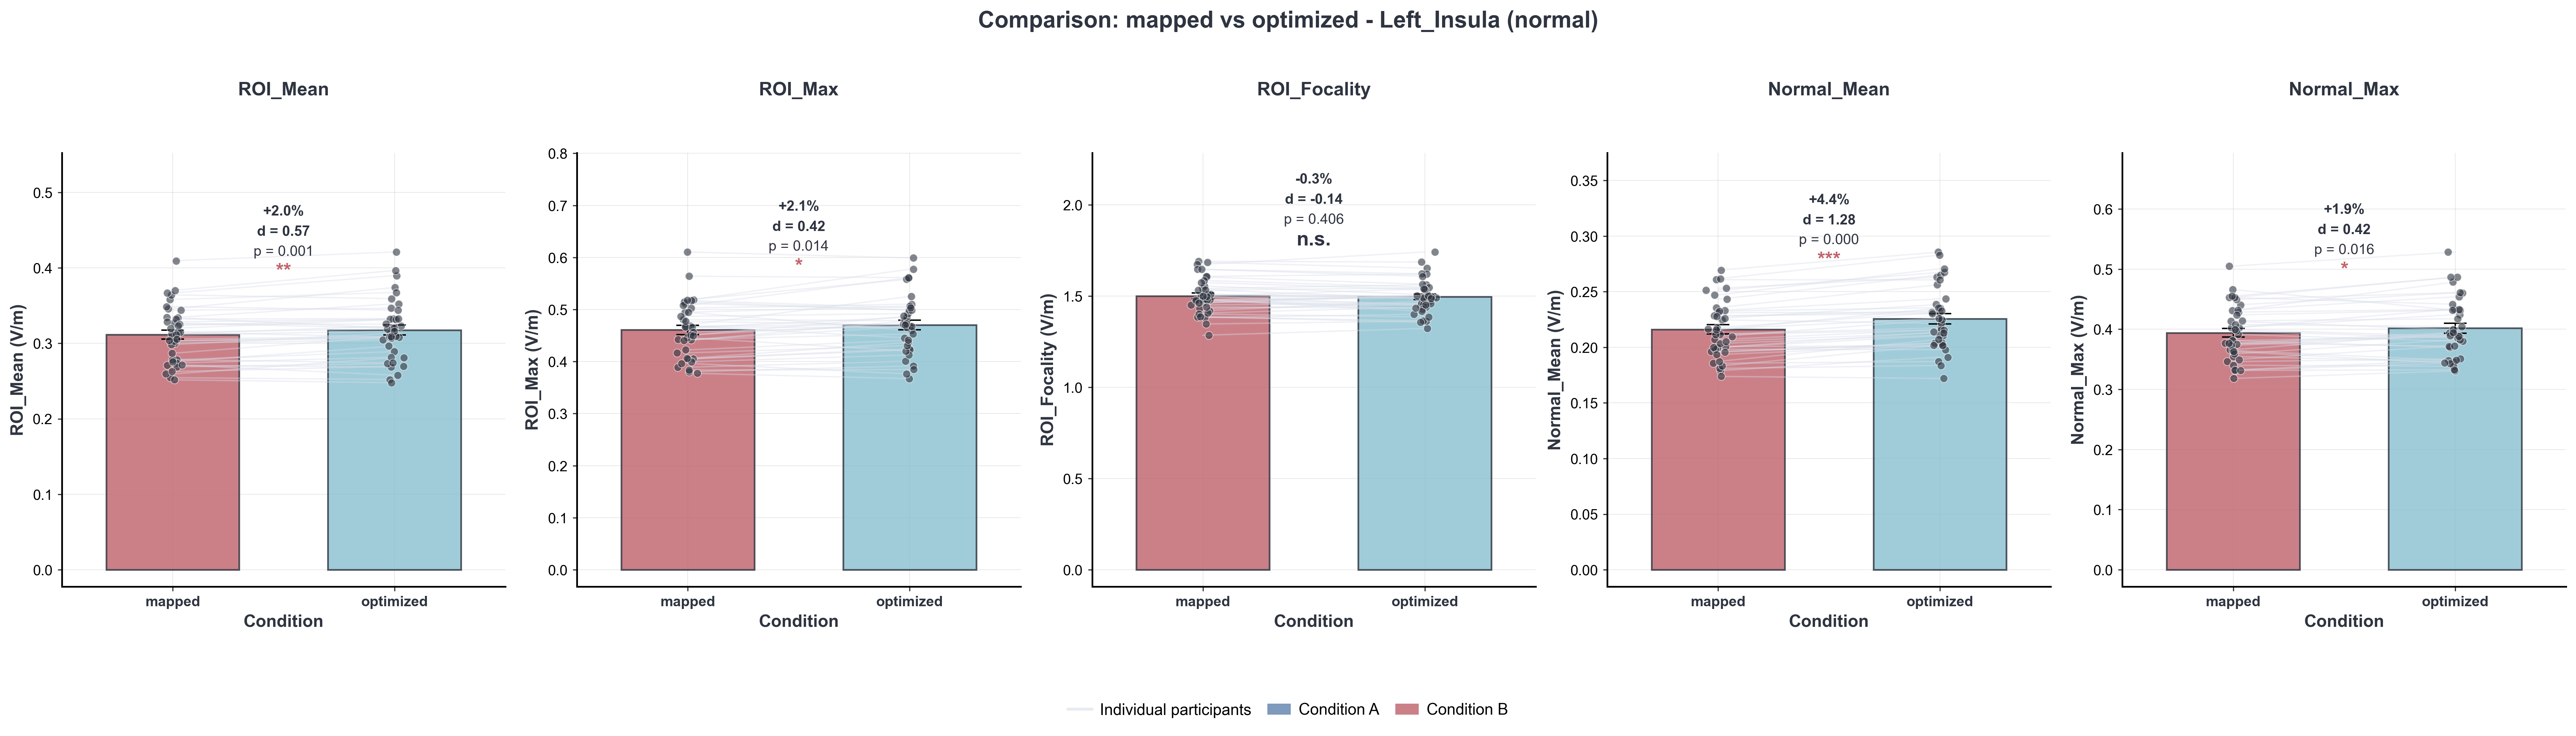 Comparison: mapped vs optimized - Left_Insula (normal)
ROI_Mean
ROI_Mean (V/m)
0.5
0.4
0.3
0.2
0.1
0.0
+2.0%
d = 0.57
p = 0.001
**
mapped
optimized
Condition
ROI_Max
ROI_Max (V/m)
0.8
0.7
0.6
0.5
0.4
0.3
0.2
0.1
0.0
+2.1%
d = 0.42
p = 0.014
*
mapped
optimized
Condition
ROI_Focality
ROI_Focality (V/m)
2.0
1.5
1.0
0.5
0.0
-0.3%
d = -0.14
p = 0.406
n.s.
mapped
optimized
Condition
Normal_Mean
Normal_Mean (V/m)
0.35
0.30
0.25
0.20
0.15
0.10
0.05
0.00
+4.4%
d = 1.28
p = 0.000
***
mapped
optimized
Condition
Normal_Max
Normal_Max (V/m)
0.6
0.5
0.4
0.3
0.2
0.1
0.0
+1.9%
d = 0.42
p = 0.016
*
mapped
optimized
Condition
Individual participants
Condition A
Condition B